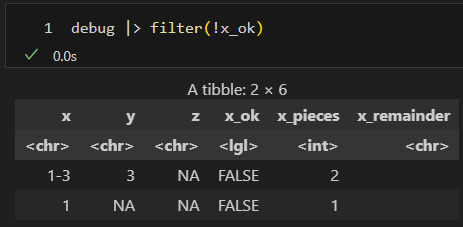 1 debug |> filter(!x_ok)
0.0s
A tibble: 2 × 6
x y z x_ok x_pieces x_remainder
<chr> <chr> <chr> <lgl> <int> <chr>
1-3 3 NA FALSE 2
1 NA NA FALSE 1